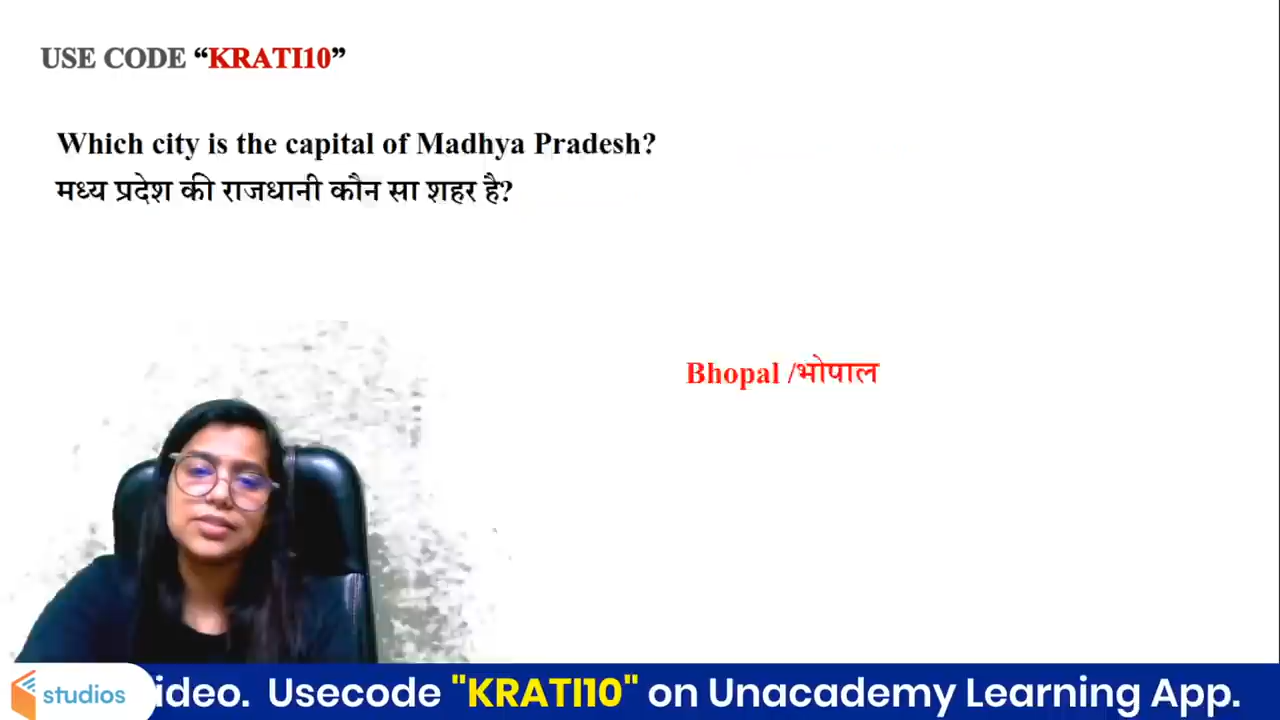 USE CODE “KRATI10”
Which city is the capital of Madhya Pradesh?
मध्य प्रदेश की राजधानी कौन सा शहर है?
Bhopal /भोपाल
studios
ideo. Usecode "KRATI10" on Unacademy Learning App.